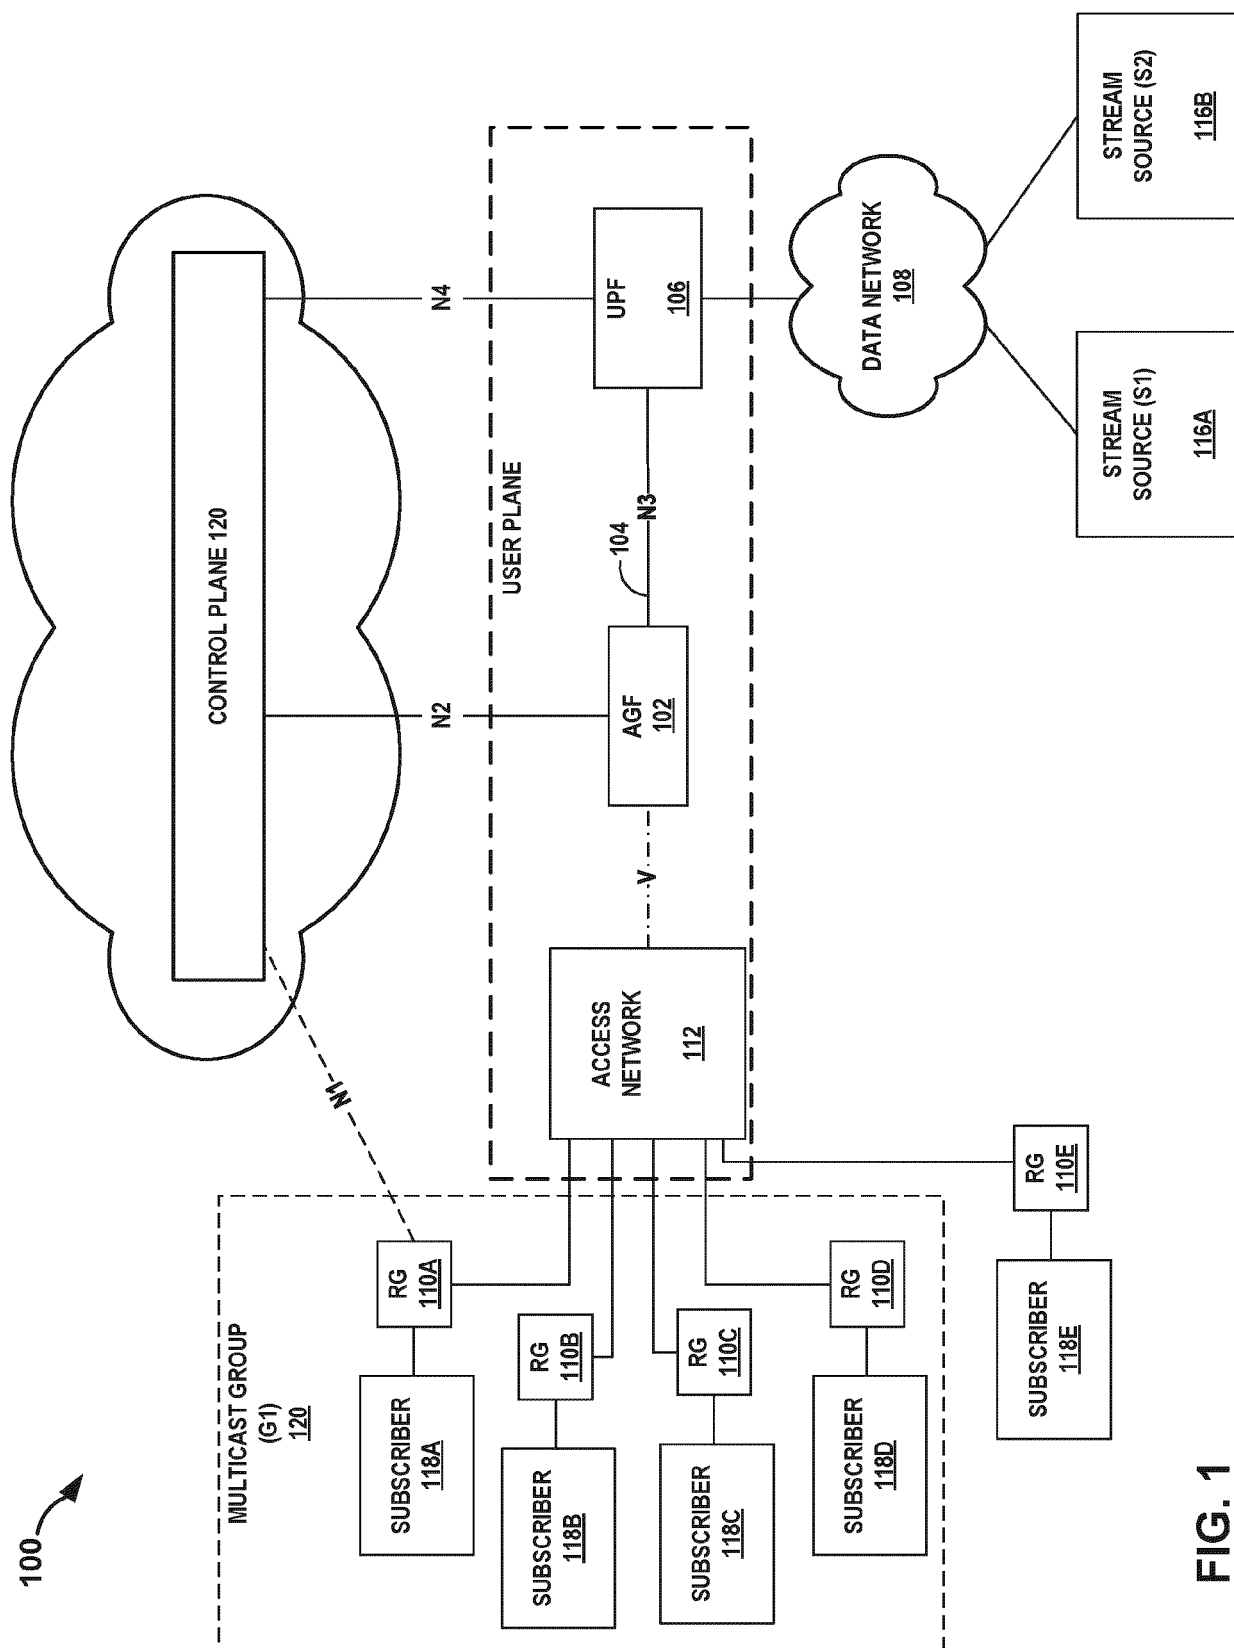 100
CONTROL PLANE 120
N1
N2
N4
MULTICAST GROUP
(G1)
120
USER PLANE
SUBSCRIBER
118A
RG
110A
SUBSCRIBER
118B
RG
110B
SUBSCRIBER
118C
RG
110C
SUBSCRIBER
118D
RG
110D
SUBSCRIBER
118E
RG
110E
ACCESS
NETWORK
112
V
AGF
102
104
N3
UPF
106
DATA NETWORK
108
STREAM
SOURCE (S1)
116A
STREAM
SOURCE (S2)
116B
FIG. 1